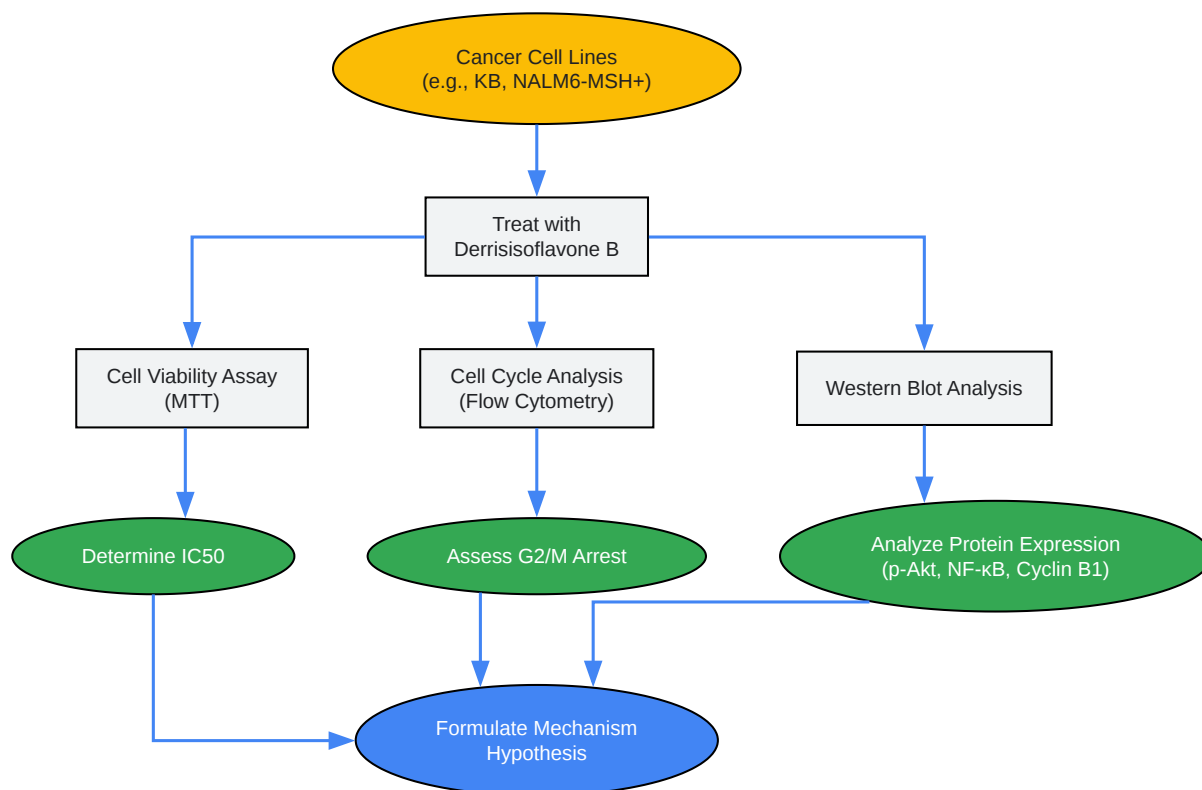 Cancer Cell Lines
(e.g., KB, NALM6-MSH+)
Treat with
Derrisisoflavone B
Cell Viability Assay
(MTT)
Cell Cycle Analysis
(Flow Cytometry)
Western Blot Analysis
Determine IC50
Assess G2/M Arrest
Analyze Protein Expression
(p-Akt, NF-κB, Cyclin B1)
Formulate Mechanism
Hypothesis